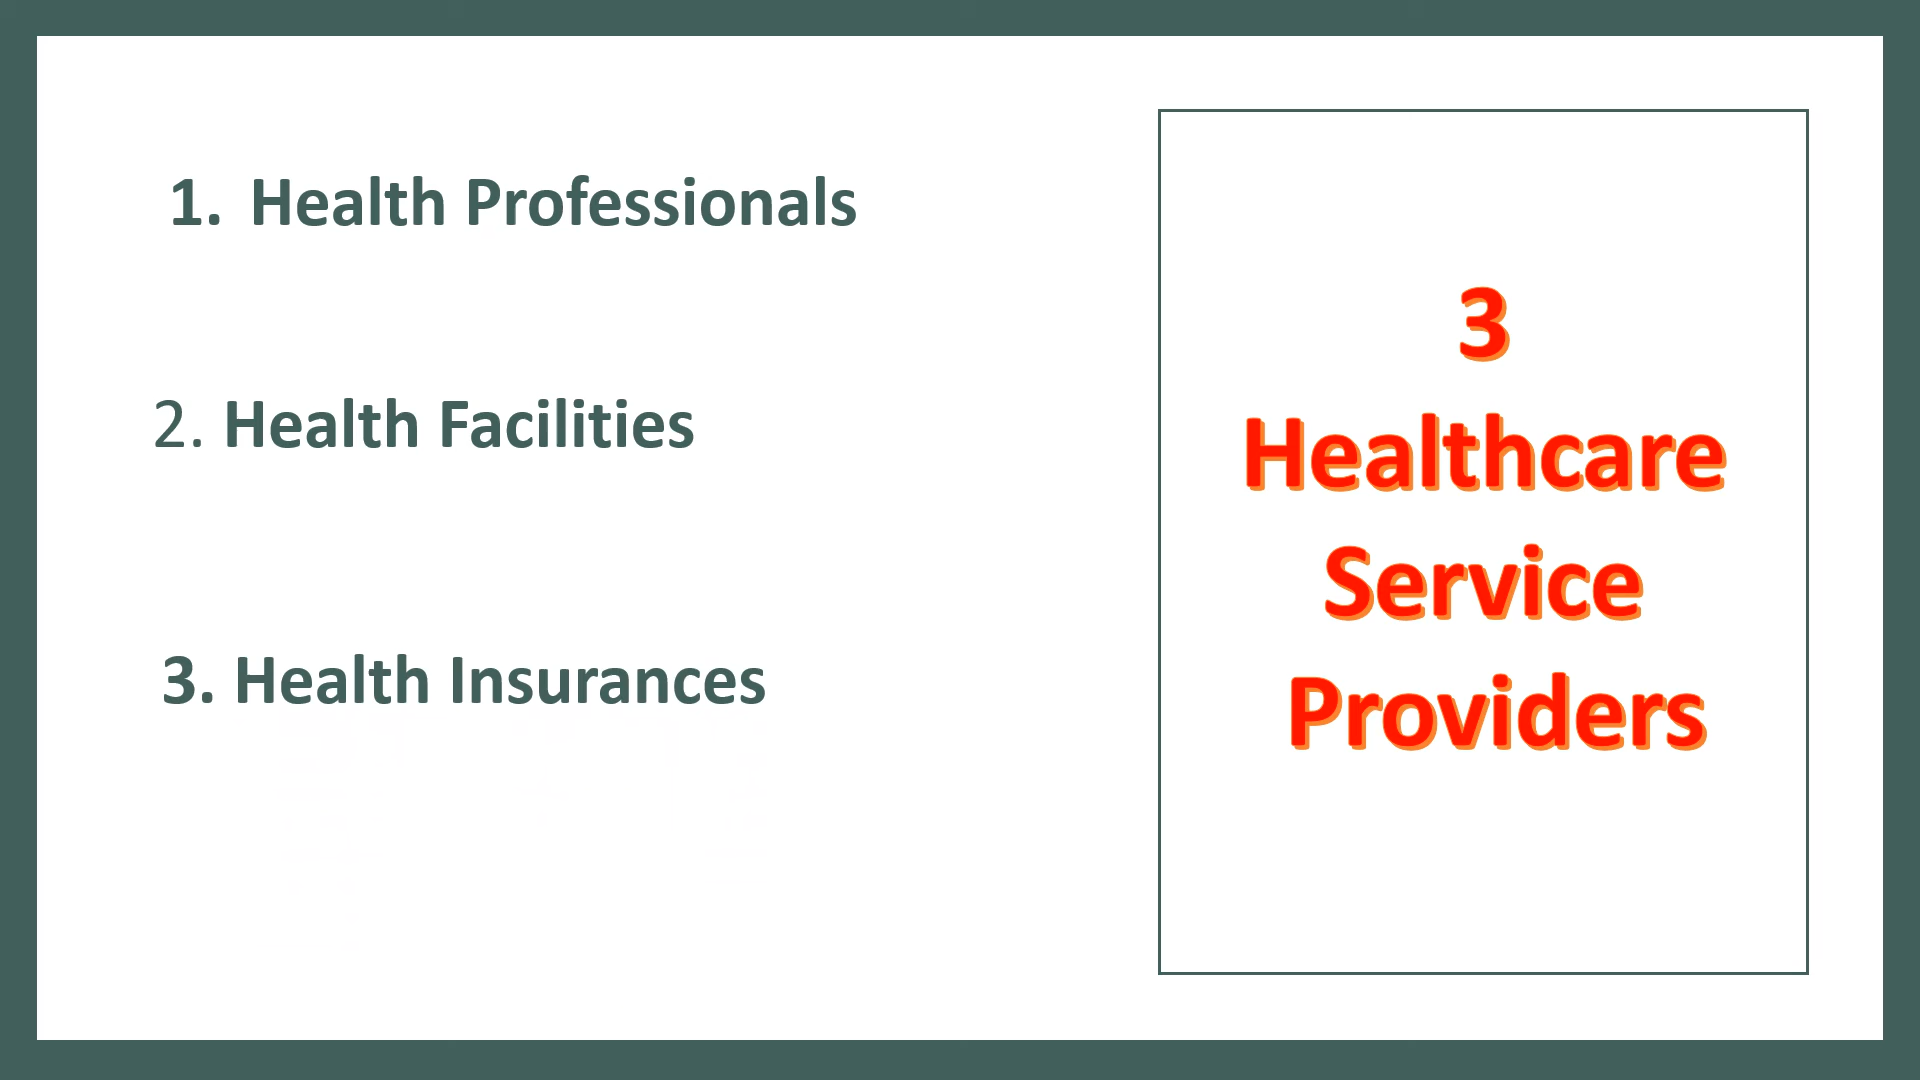 1. Health Professionals
2. Health Facilities
3. Health Insurances
3
Healthcare
Service
Providers